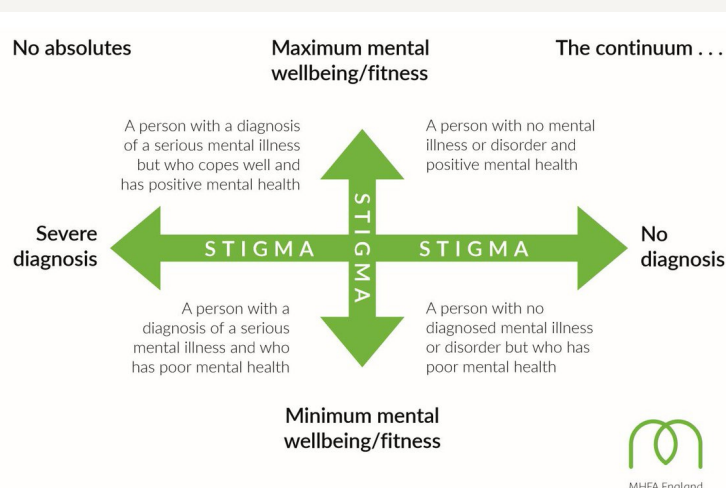 No absolutes
Maximum mental
wellbeing/fitness
The continuum . . .
A person with a diagnosis
of a serious mental illness
but who copes well and
has positive mental health
A person with no mental
illness or disorder and
positive mental health
Severe
diagnosis
STIGMA
STIGMA
STIGMA
No
diagnosis
A person with a
diagnosis of a serious
mental illness and who
has poor mental health
A person with no
diagnosed mental illness
or disorder but who has
poor mental health
Minimum mental
wellbeing/fitness
MHFA England